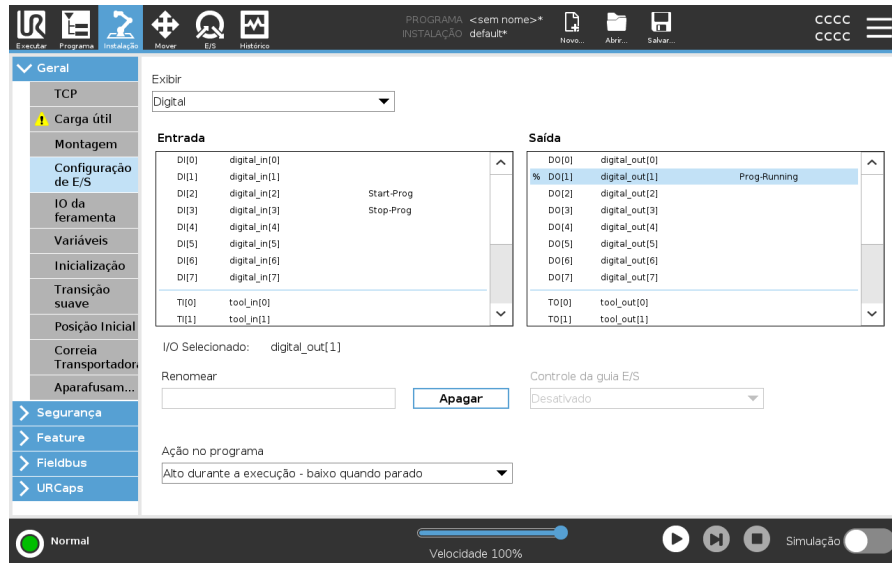 UR
PROGRAMA <sem nome>*
INSTALAÇÃO default*
CCCC
CCCC
Executar Programa Instalação Mover E/S Histórico Novo... Abrir... Salvar...
Geral
TCP
Carga útil
Montagem
Configuração
de E/S
IO da
ferramenta
Variáveis
Inicialização
Transição
suave
Posição Inicial
Correia
Transportadora
Aparafusam...
Segurança
Feature
Fieldbus
URCaps
Exibir
Digital
Entrada
DI[0] digital_in[0]
DI[1] digital_in[1]
DI[2] digital_in[2] Start-Prog
DI[3] digital_in[3] Stop-Prog
DI[4] digital_in[4]
DI[5] digital_in[5]
DI[6] digital_in[6]
DI[7] digital_in[7]
TI[0] tool_in[0]
TI[1] tool_in[1]
Saída
DO[0] digital_out[0]
% DO[1] digital_out[1] Prog-Running
DO[2] digital_out[2]
DO[3] digital_out[3]
DO[4] digital_out[4]
DO[5] digital_out[5]
DO[6] digital_out[6]
DO[7] digital_out[7]
TO[0] tool_out[0]
TO[1] tool_out[1]
I/O Selecionado: digital_out[1]
Renomear
Apagar
Controle da guia E/S
Desativado
Ação no programa
Alto durante a execução - baixo quando parado
Normal
Velocidade 100%
Simulação